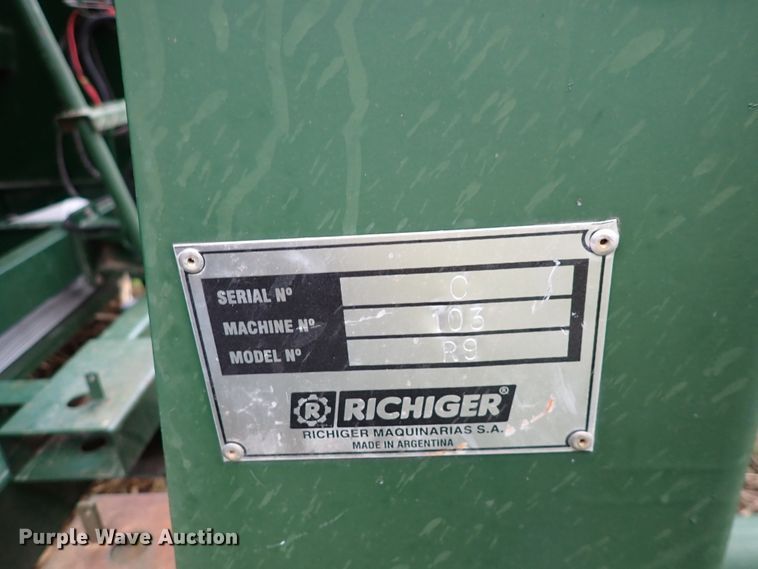 SERIAL Nº C
MACHINE Nº 103
MODEL Nº R9
R RICHIGER®
RICHIGER MAQUINARIAS S.A.
MADE IN ARGENTINA
Purple Wave Auction